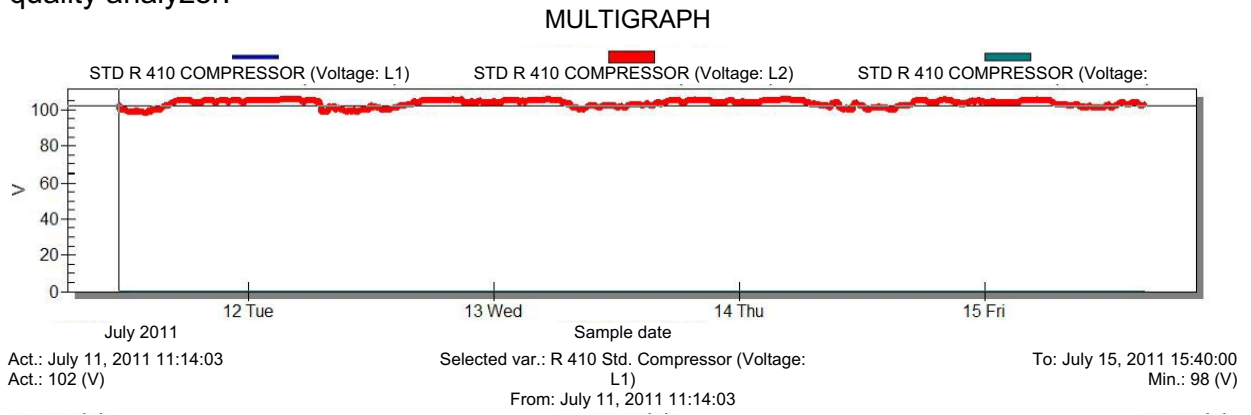 quality analyzer.
MULTIGRAPH
STD R 410 COMPRESSOR (Voltage: L1)
STD R 410 COMPRESSOR (Voltage: L2)
STD R 410 COMPRESSOR (Voltage:
V
100
80
60
40
20
0
12 Tue
13 Wed
14 Thu
15 Fri
July 2011
Sample date
Act.: July 11, 2011 11:14:03
Selected var.: R 410 Std. Compressor (Voltage:
To: July 15, 2011 15:40:00
Act.: 102 (V)
L1)
Min.: 98 (V)
From: July 11, 2011 11:14:03